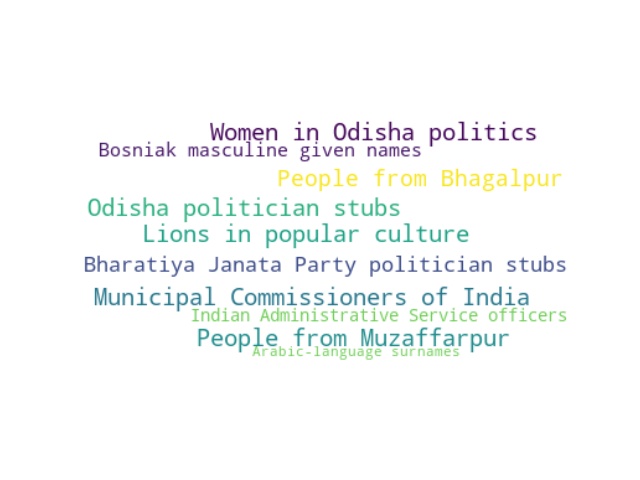 Women in Odisha politics
Bosniak masculine given names
People from Bhagalpur
Odisha politician stubs
Lions in popular culture
Bharatiya Janata Party politician stubs
Municipal Commissioners of India
Indian Administrative Service officers
People from Muzaffarpur
Arabic-language surnames